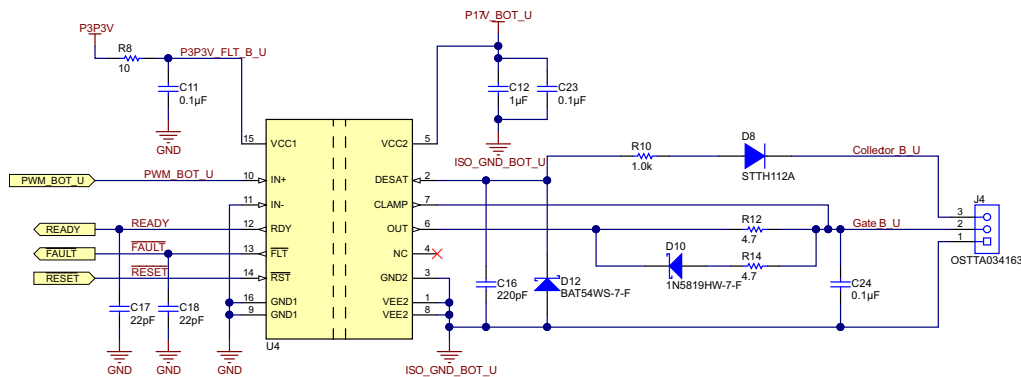 P17V_BOT_U
P3P3V
R8
10
P3P3V_FLT_B_U
C11
0.1µF
GND
C12
1µF
C23
0.1µF
ISO_GND_BOT_U
15 VCC1 VCC2 5
R10
1.0k
D8
STTH112A
Collector_B_U
PWM_BOT_U PWM_BOT_U 10 IN+ DESAT 2
11 IN- CLAMP 7
J4
READY READY 12 RDY OUT 6
R12
4.7
Gate B_U
3
2
1
OSTTA034163
FAULT FAULT 13 FLT NC 4
D10
1N5819HW-7-F
R14
4.7
RESET RESET 14 RST GND2 3
C16
220pF
D12
BAT54WS-7-F
C24
0.1µF
C17
22pF
C18
22pF
16 GND1 VEE2 1
9 GND1 VEE2 8
U4
GND GND GND
ISO_GND_BOT_U